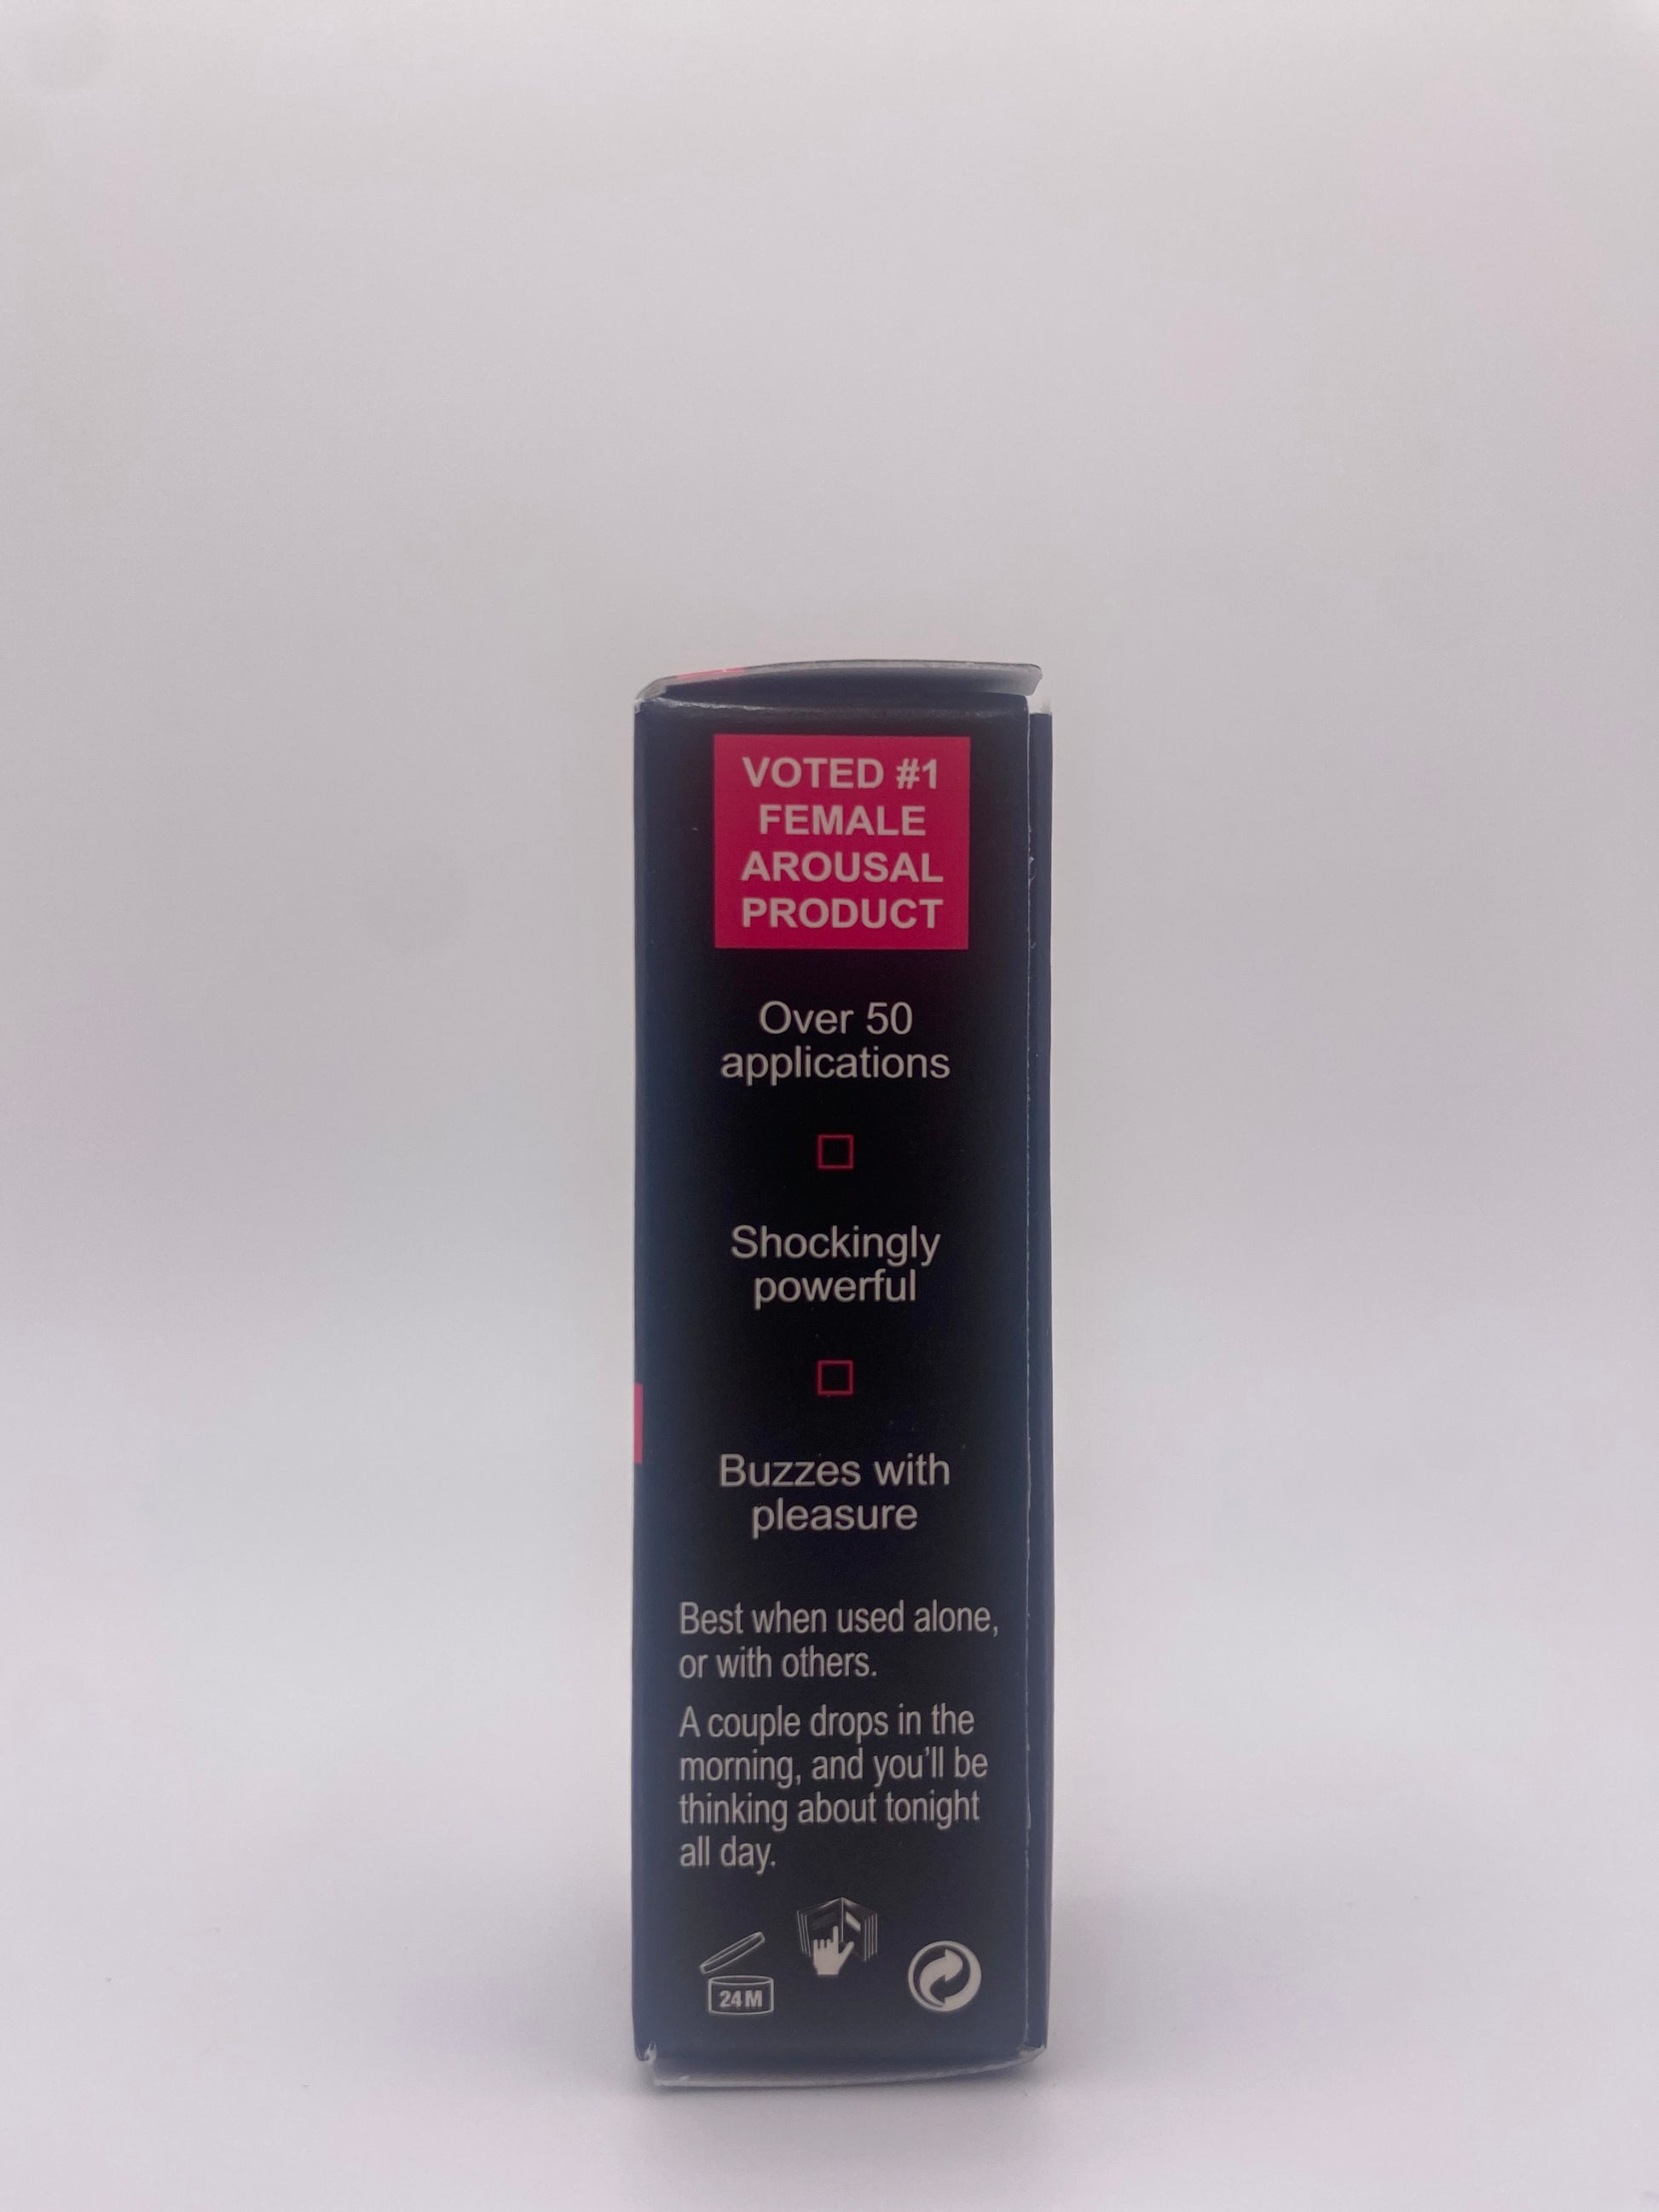 VOTED #1
FEMALE
AROUSAL
PRODUCT
Over 50
applications
Shockingly
powerful
Buzzes with
pleasure
Best when used alone,
or with others.
A couple drops in the
morning, and you'll be
thinking about tonight
all day.
24M